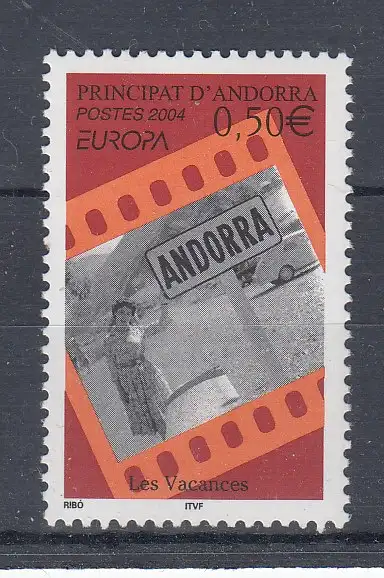 PRINCIPAT D'ANDORRA
POSTES 2004 0,50€
EUROPA
ANDORRA
Les Vacances
RIBÓ ITVF